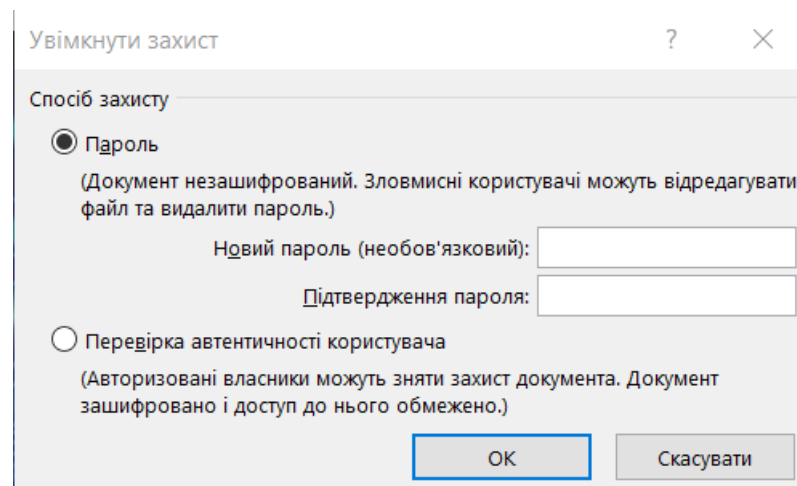 Увімкнути захист ?
Спосіб захисту
Пароль
(Документ незашифрований. Зловмисні користувачі можуть відредагувати
файл та видалити пароль.)
Новий пароль (необов'язковий):
Підтвердження пароля:
Перевірка автентичності користувача
(Авторизовані власники можуть зняти захист документа. Документ
зашифровано і доступ до нього обмежено.)
ОК Скасувати